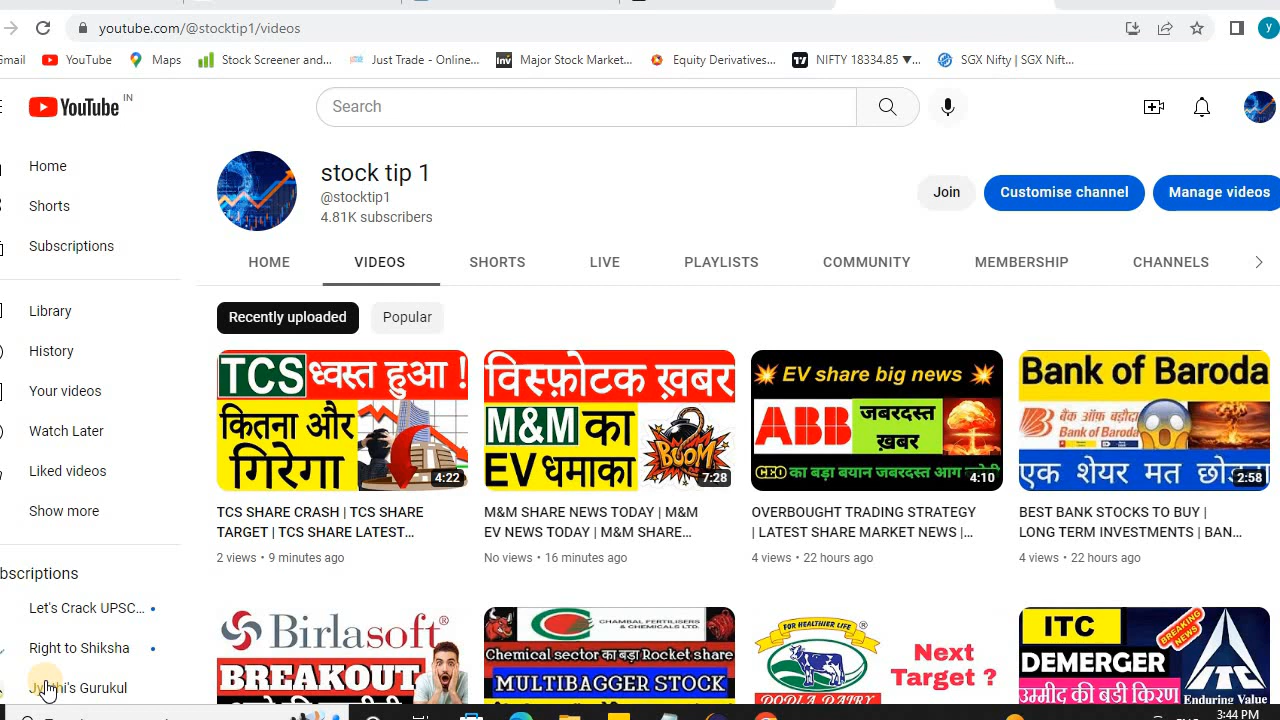 youtube.com/@stocktip1/videos
Gmail YouTube Maps Stock Screener and... Just Trade - Online... Inv Major Stock Market... Equity Derivatives... NIFTY 18334.85 ▼... SGX Nifty | SGX Nift...
YouTube IN
Search
Home
Shorts
Subscriptions
Library
History
Your videos
Watch Later
Liked videos
Show more
bscriptions
Let's Crack UPSC...
Right to Shiksha
Gurukul
stock tip 1
@stocktip1
4.81K subscribers
Join Customise channel Manage videos
HOME VIDEOS SHORTS LIVE PLAYLISTS COMMUNITY MEMBERSHIP CHANNELS
Recently uploaded Popular
TCS ध्वस्त हुआ !
कितना और
गिरेगा
4:22
TCS SHARE CRASH | TCS SHARE
TARGET | TCS SHARE LATEST...
2 views • 9 minutes ago
विस्फ़ोटक ख़बर
M&M का
EV धमाका
BOOM
7:28
M&M SHARE NEWS TODAY | M&M
EV NEWS TODAY | M&M SHARE...
No views • 16 minutes ago
EV share big news
ABB जबरदस्त
ख़बर
CEO का बड़ा बयान जबरदस्त आग
4:10
OVERBOUGHT TRADING STRATEGY
| LATEST SHARE MARKET NEWS |...
4 views • 22 hours ago
Bank of Baroda
बैंक ऑफ़ बड़ौदा
Bank of Baroda
एक शेयर मत
2:58
BEST BANK STOCKS TO BUY |
LONG TERM INVESTMENTS | BAN...
4 views • 22 hours ago
Birlasoft®
BREAKOUT
CHAMBAL FERTILISERS
& CHEMICALS LTD.
Chemical sector का बड़ा Rocket share
MULTIBAGGER STOCK
FOR HEALTHIER LIFE
DODLA DAIRY
Next
Target ?
ITC
DEMERGER
BREAKING
NEWS
उम्मीद की बडी किरण
ITC
Enduring Value
3:44 PM